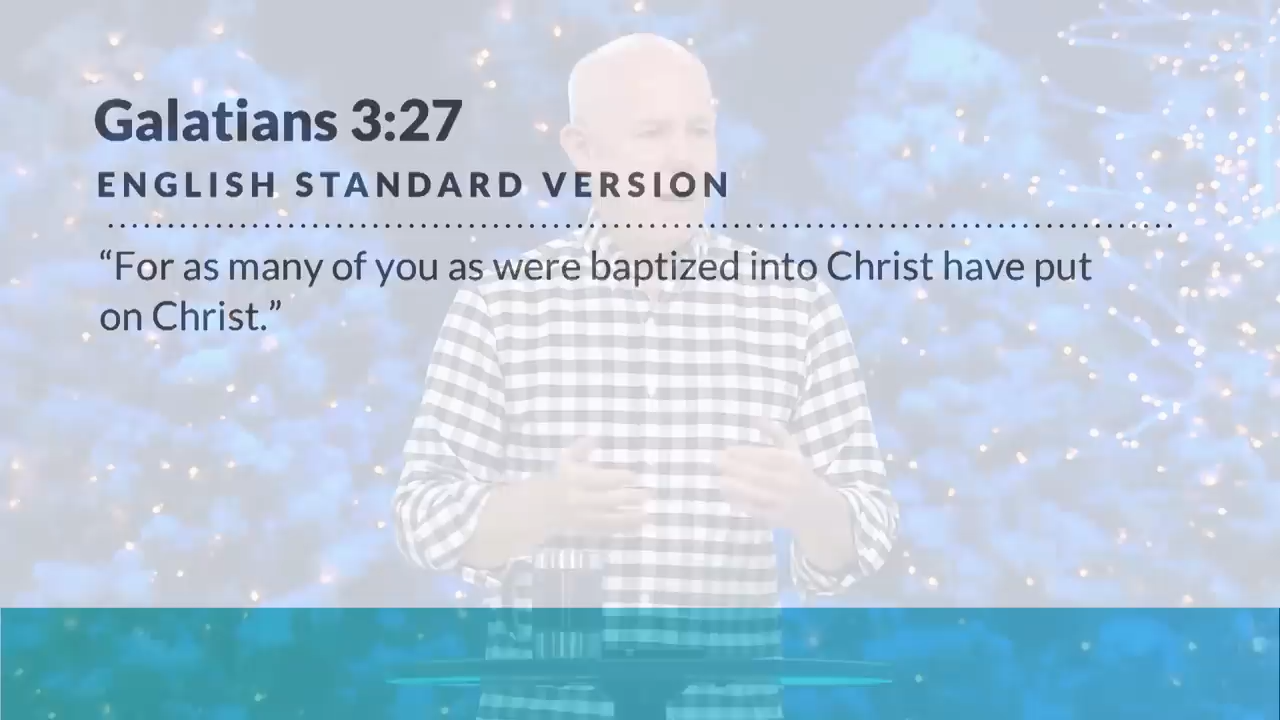 Galatians 3:27
ENGLISH STANDARD VERSION
“For as many of you as were baptized into Christ have put
on Christ.”